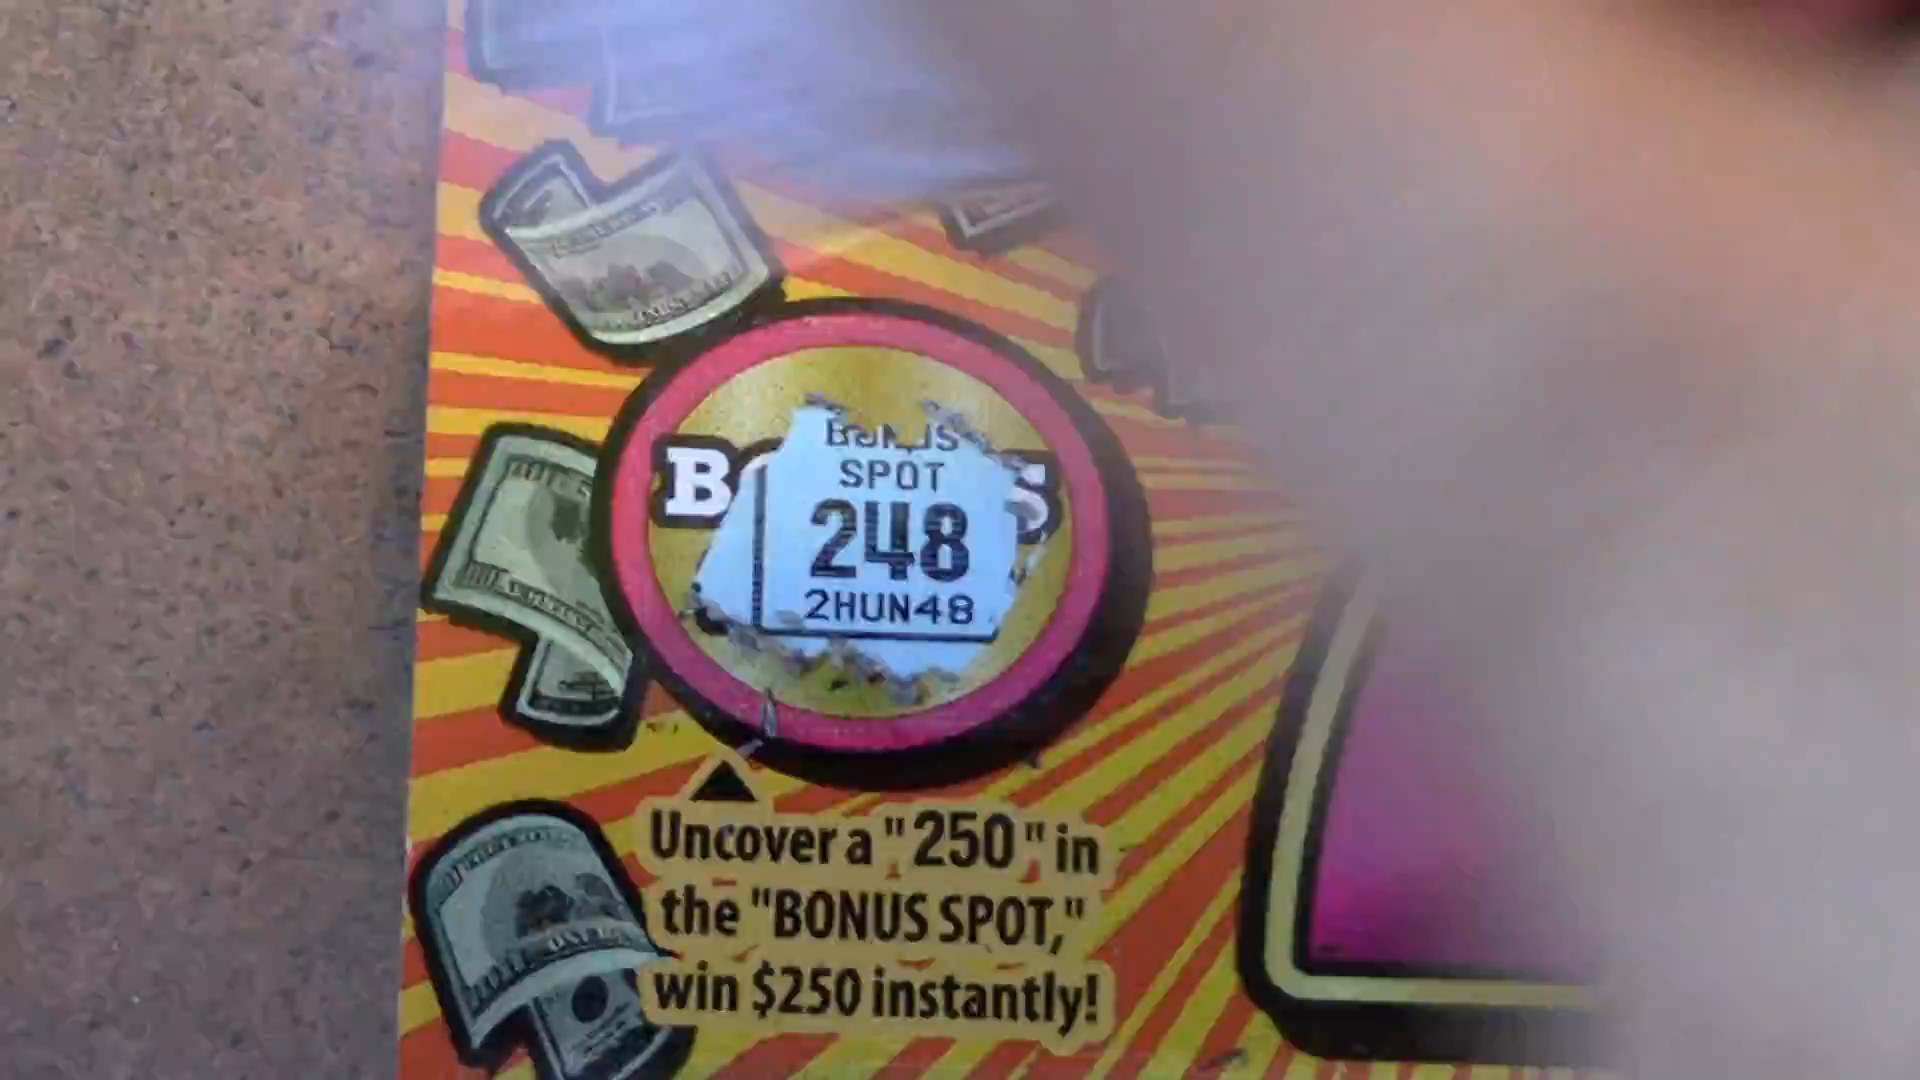 BONUS
SPOT
248
2HUN48
Uncover a "250" in
the "BONUS SPOT,"
win $250 instantly!